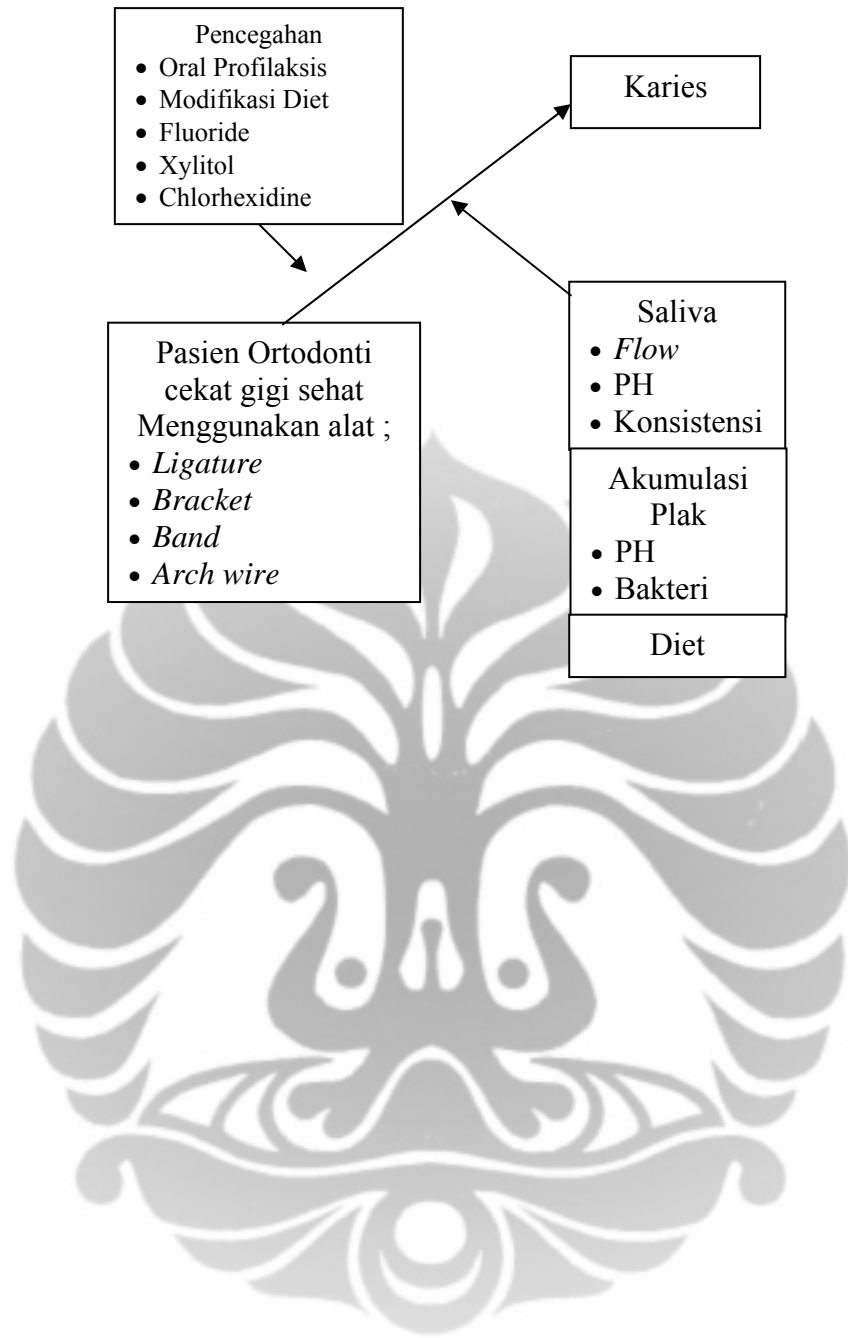 Pencegahan
• Oral Profilaksis
• Modifikasi Diet
• Fluoride
• Xylitol
• Chlorhexidine
Karies
Pasien Ortodonti
cekat gigi sehat
Menggunakan alat ;
• Ligature
• Bracket
• Band
• Arch wire
Saliva
• Flow
• PH
• Konsistensi
Akumulasi
Plak
• PH
• Bakteri
Diet